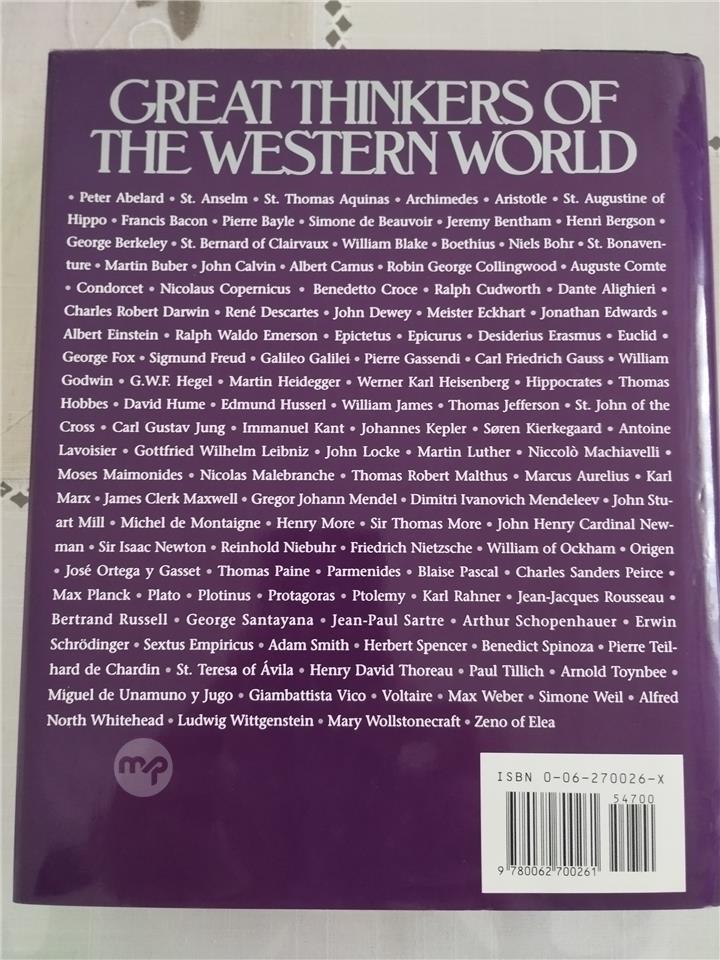 GREAT THINKERS OF
THE WESTERN WORLD
• Peter Abelard • St. Anselm • St. Thomas Aquinas • Archimedes • Aristotle • St. Augustine of
Hippo • Francis Bacon • Pierre Bayle • Simone de Beauvoir • Jeremy Bentham • Henri Bergson •
George Berkeley • St. Bernard of Clairvaux • William Blake • Boethius • Niels Bohr • St. Bonaven-
ture • Martin Buber • John Calvin • Albert Camus • Robin George Collingwood • Auguste Comte
• Condorcet • Nicolaus Copernicus • Benedetto Croce • Ralph Cudworth • Dante Alighieri •
Charles Robert Darwin • René Descartes • John Dewey • Meister Eckhart • Jonathan Edwards •
Albert Einstein • Ralph Waldo Emerson • Epictetus • Epicurus • Desiderius Erasmus • Euclid •
George Fox • Sigmund Freud • Galileo Galilei • Pierre Gassendi • Carl Friedrich Gauss • William
Godwin • G.W.F. Hegel • Martin Heidegger • Werner Karl Heisenberg • Hippocrates • Thomas
Hobbes • David Hume • Edmund Husserl • William James • Thomas Jefferson • St. John of the
Cross • Carl Gustav Jung • Immanuel Kant • Johannes Kepler • Søren Kierkegaard • Antoine
Lavoisier • Gottfried Wilhelm Leibniz • John Locke • Martin Luther • Niccolò Machiavelli •
Moses Maimonides • Nicolas Malebranche • Thomas Robert Malthus • Marcus Aurelius • Karl
Marx • James Clerk Maxwell • Gregor Johann Mendel • Dimitri Ivanovich Mendeleev • John Stu-
art Mill • Michel de Montaigne • Henry More • Sir Thomas More • John Henry Cardinal New-
man • Sir Isaac Newton • Reinhold Niebuhr • Friedrich Nietzsche • William of Ockham • Origen
• José Ortega y Gasset • Thomas Paine • Parmenides • Blaise Pascal • Charles Sanders Peirce •
Max Planck • Plato • Plotinus • Protagoras • Ptolemy • Karl Rahner • Jean-Jacques Rousseau •
Bertrand Russell • George Santayana • Jean-Paul Sartre • Arthur Schopenhauer • Erwin
Schrödinger • Sextus Empiricus • Adam Smith • Herbert Spencer • Benedict Spinoza • Pierre Teil-
hard de Chardin • St. Teresa of Ávila • Henry David Thoreau • Paul Tillich • Arnold Toynbee •
Miguel de Unamuno y Jugo • Giambattista Vico • Voltaire • Max Weber • Simone Weil • Alfred
North Whitehead • Ludwig Wittgenstein • Mary Wollstonecraft • Zeno of Elea
mp
ISBN 0-06-270026-X
54700
9 780062 700261